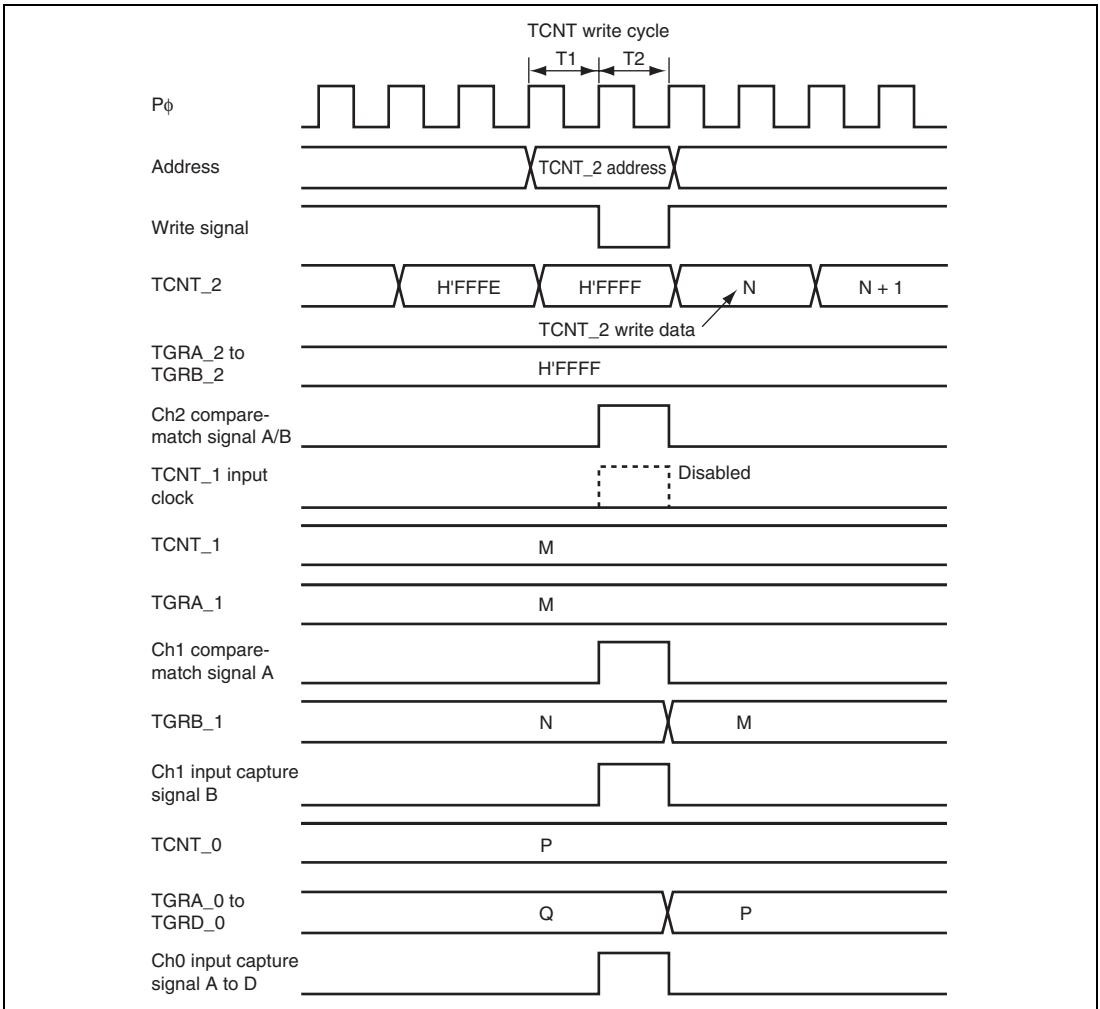 TCNT write cycle
T1 T2
Pφ
Address
TCNT_2 address
Write signal
TCNT_2
H'FFFE H'FFFF N N + 1
TCNT_2 write data
TGRA_2 to
TGRB_2
H'FFFF
Ch2 compare-
match signal A/B
TCNT_1 input
clock
Disabled
TCNT_1
M
TGRA_1
M
Ch1 compare-
match signal A
TGRB_1
N M
Ch1 input capture
signal B
TCNT_0
P
TGRA_0 to
TGRD_0
Q P
Ch0 input capture
signal A to D